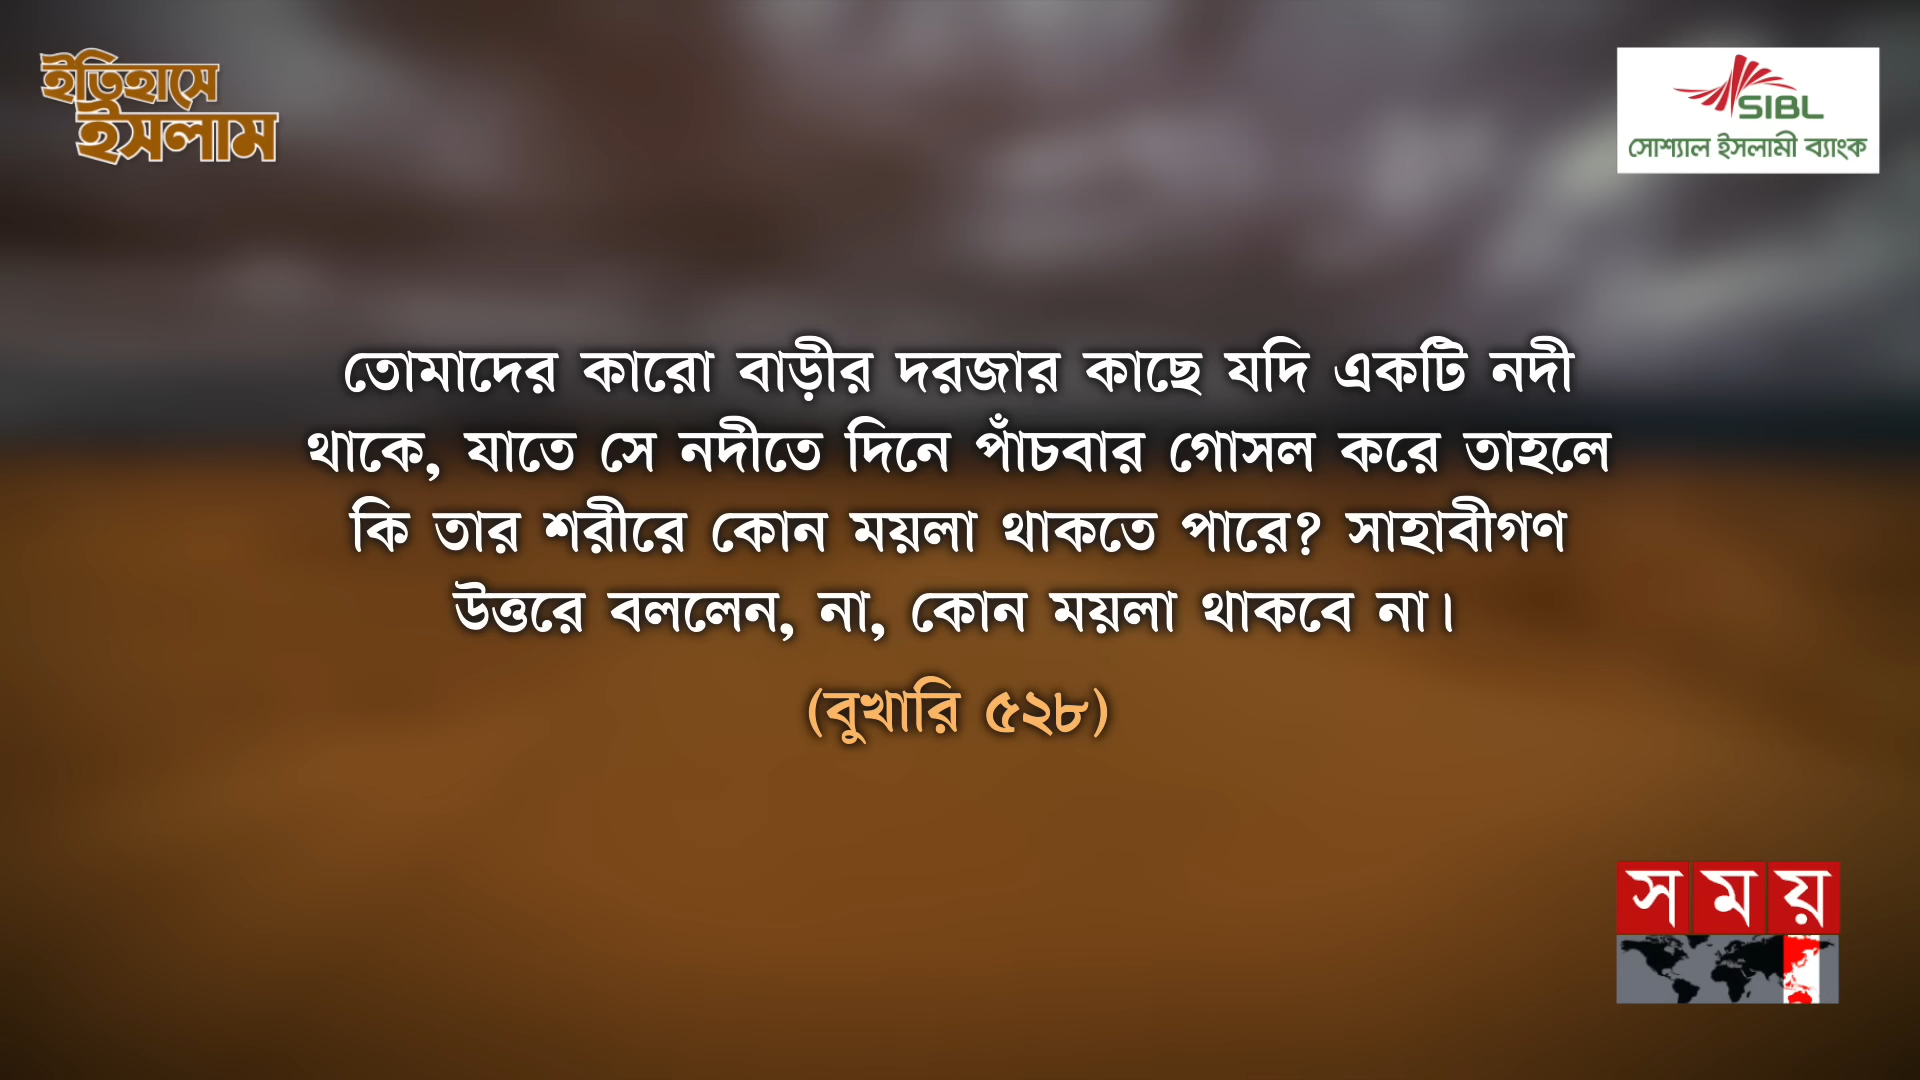 ইতিহাসে
ইসলাম
SIBL
সোশ্যাল ইসলামী ব্যাংক
তোমাদের কারো বাড়ীর দরজার কাছে যদি একটি নদী
থাকে, যাতে সে নদীতে দিনে পাঁচবার গোসল করে তাহলে
কি তার শরীরে কোন ময়লা থাকতে পারে? সাহাবীগণ
উত্তরে বললেন, না, কোন ময়লা থাকবে না।
(বুখারি ৫২৮)
সময়